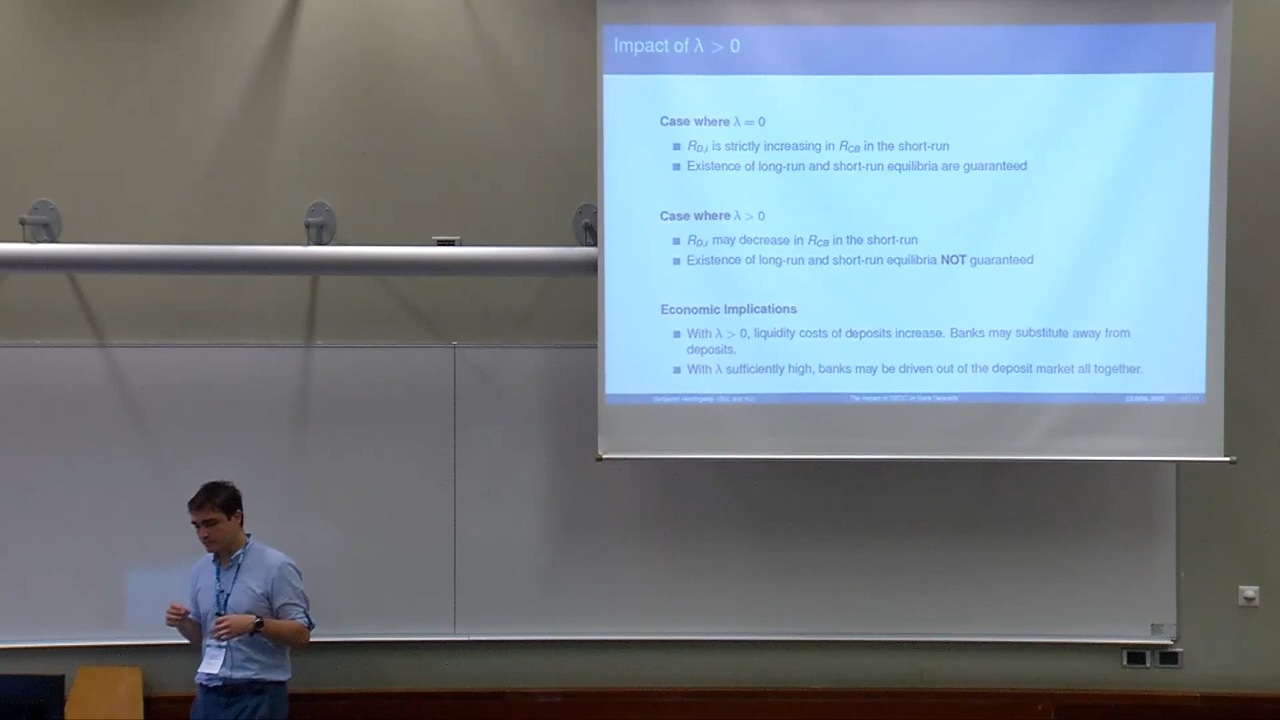 Impact of λ > 0
Case where λ = 0
R_D,i is strictly increasing in R_CB in the short-run
Existence of long-run and short-run equilibria are guaranteed
Case where λ > 0
R_D,i may decrease in R_CB in the short-run
Existence of long-run and short-run equilibria NOT guaranteed
Economic Implications
With λ > 0, liquidity costs of deposits increase. Banks may substitute away from
deposits.
With λ sufficiently high, banks may be driven out of the deposit market all together.
The Impact of CBDC on Bank Deposits